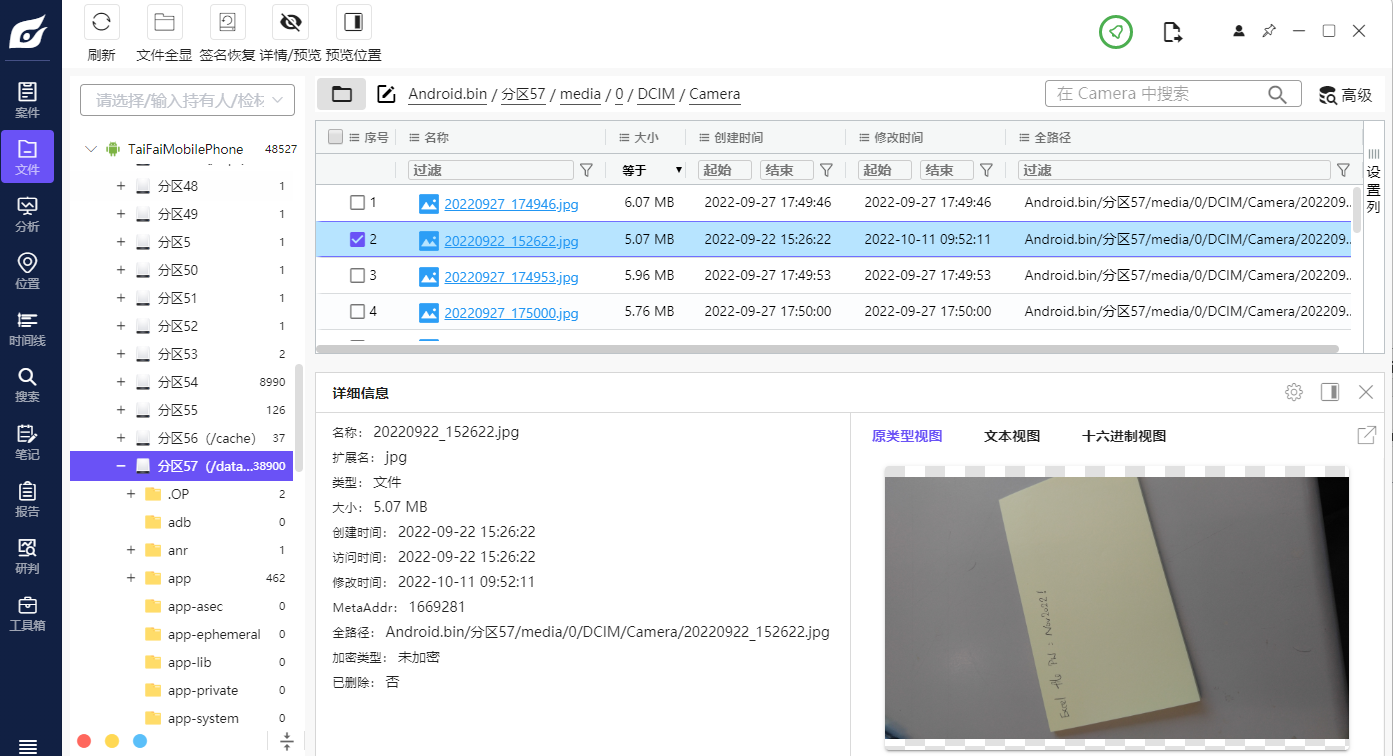 刷新
文件全显
签名恢复
详情/预览
预览位置
案件
文件
分析
位置
时间线
搜索
笔记
报告
研判
工具箱
请选择/输入持有人/检材
TaiFaiMobilePhone 48527
分区48 1
分区49 1
分区5 1
分区50 1
分区51 1
分区52 1
分区53 2
分区54 8990
分区55 126
分区56（/cache） 37
分区57（/data...38900
.OP 2
adb 0
anr 1
app 462
app-asec 0
app-ephemeral 0
app-lib 0
app-private 0
app-system 0
Android.bin / 分区57 / media / 0 / DCIM / Camera
在 Camera 中搜索
高级
序号 名称 大小 创建时间 修改时间 全路径
过滤 等于 起始 结束 起始 结束 过滤
1 20220927_174946.jpg 6.07 MB 2022-09-27 17:49:46 2022-09-27 17:49:46 Android.bin/分区57/media/0/DCIM/Camera/202209..
2 20220922_152622.jpg 5.07 MB 2022-09-22 15:26:22 2022-10-11 09:52:11 Android.bin/分区57/media/0/DCIM/Camera/202209..
3 20220927_174953.jpg 5.96 MB 2022-09-27 17:49:53 2022-09-27 17:49:53 Android.bin/分区57/media/0/DCIM/Camera/202209..
4 20220927_175000.jpg 5.76 MB 2022-09-27 17:50:00 2022-09-27 17:50:00 Android.bin/分区57/media/0/DCIM/Camera/202209..
设置列
详细信息
名称： 20220922_152622.jpg
扩展名： jpg
类型： 文件
大小： 5.07 MB
创建时间： 2022-09-22 15:26:22
访问时间： 2022-09-22 15:26:22
修改时间： 2022-10-11 09:52:11
MetaAddr： 1669281
全路径： Android.bin/分区57/media/0/DCIM/Camera/20220922_152622.jpg
加密类型： 未加密
已删除： 否
原类型视图
文本视图
十六进制视图
Excel file PW : Nov2022!